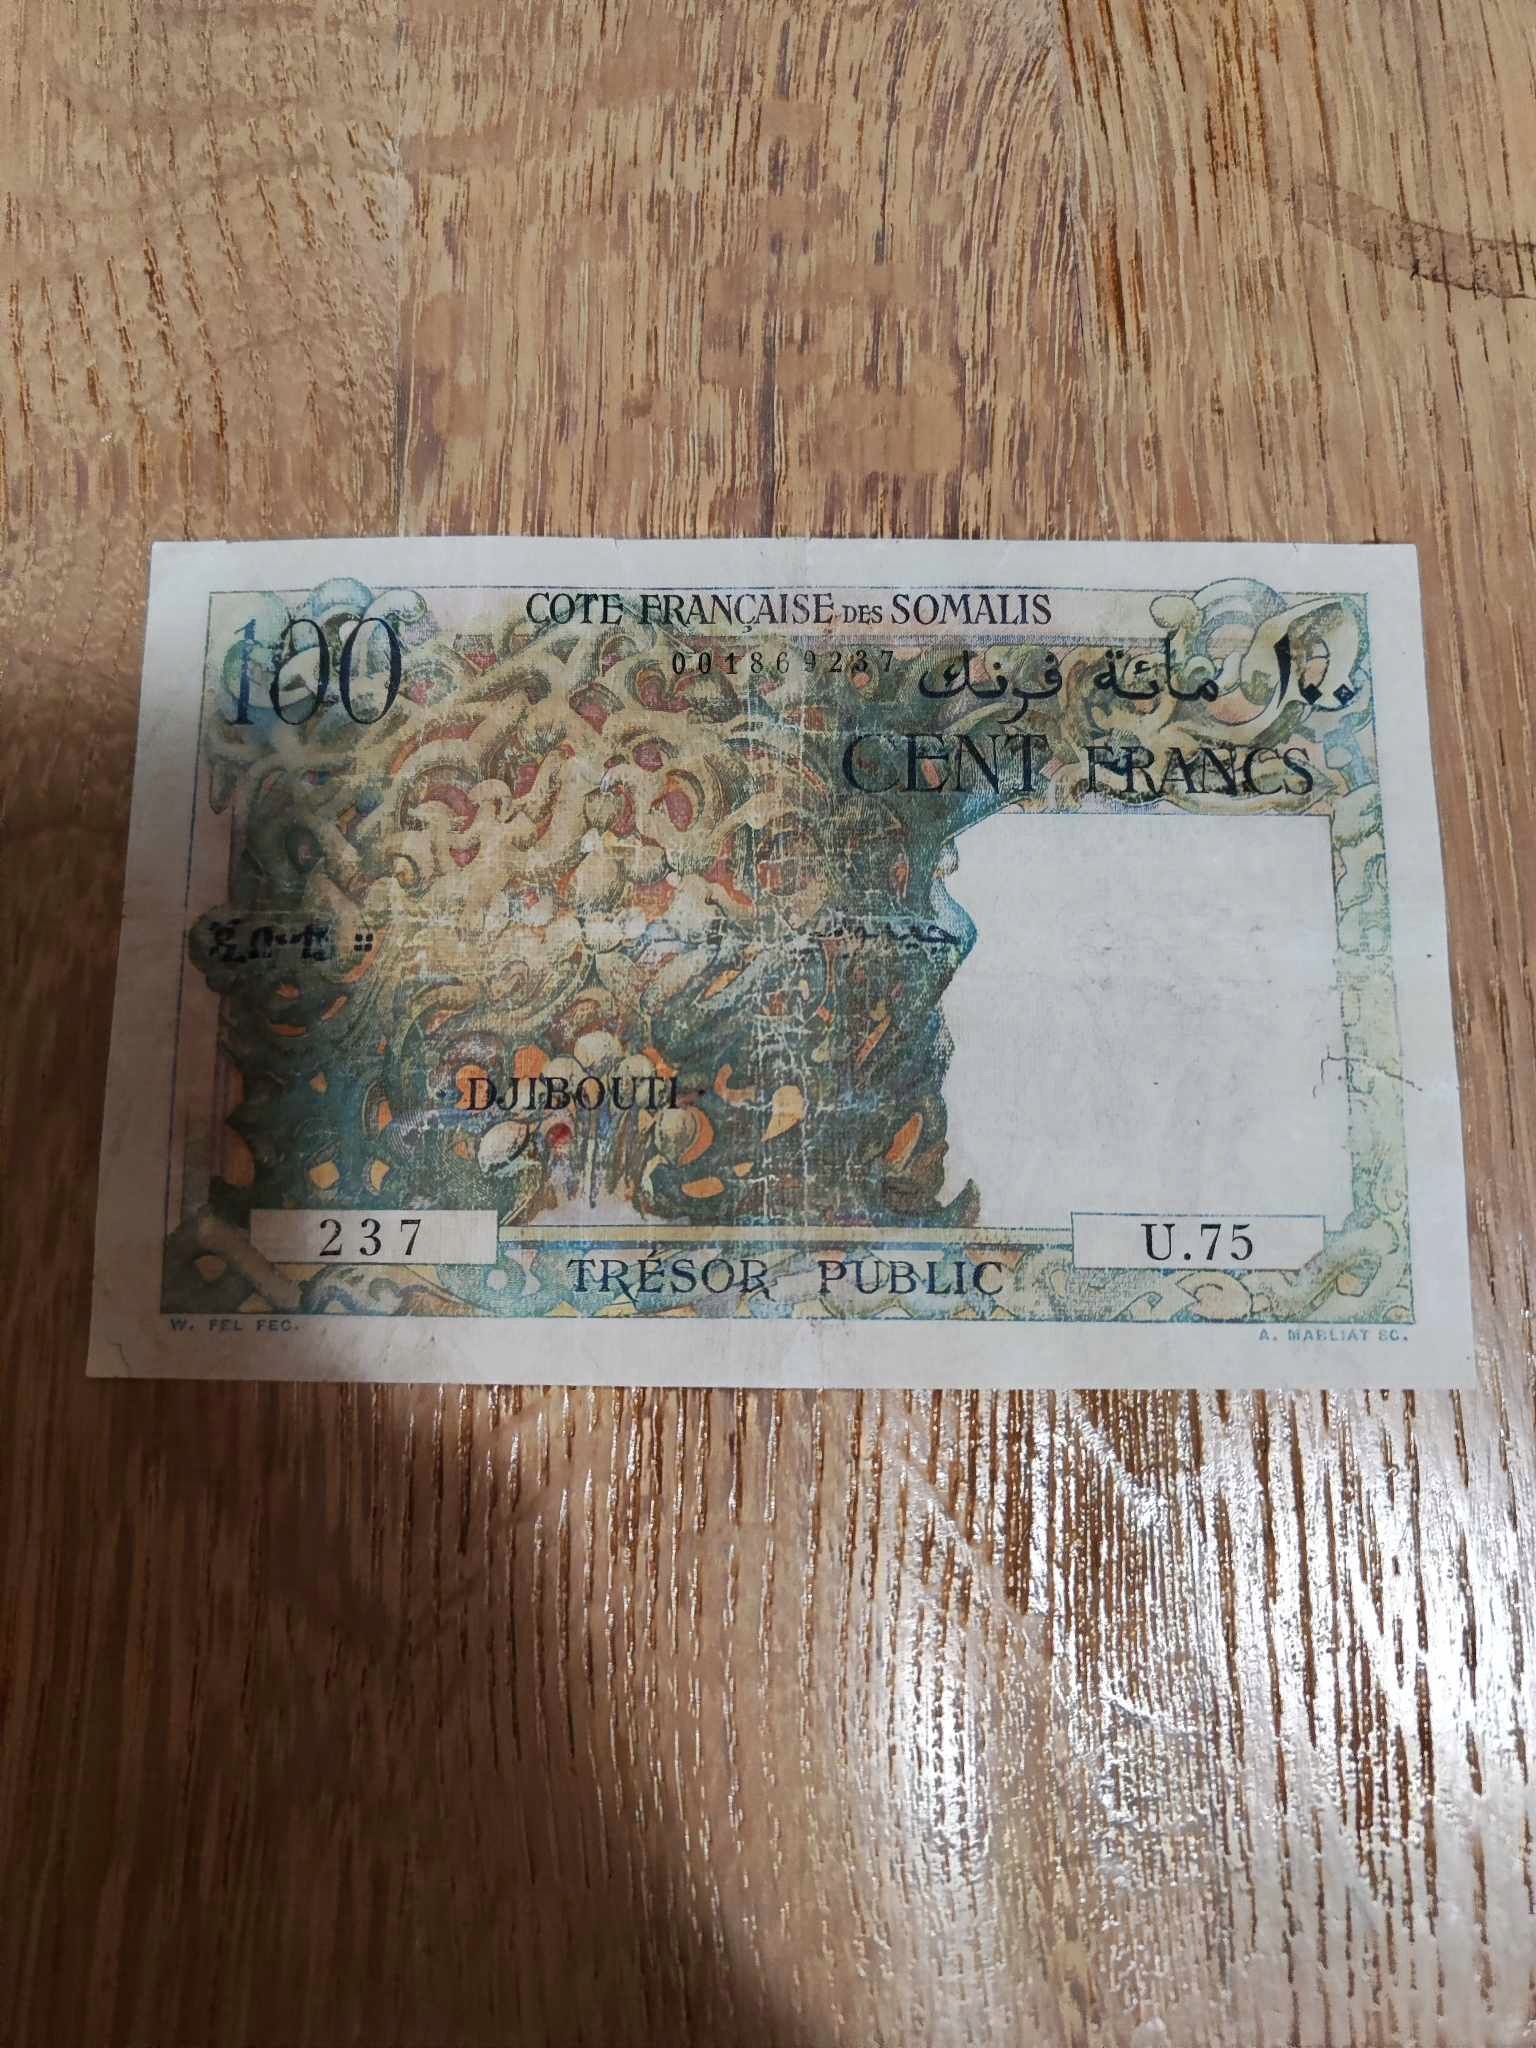 COTE FRANÇAISE DES SOMALIS
100
001869237
١٠٠ مائة فرنك
CENT FRANCS
DJIBOUTI
237
U.75
TRÉSOR PUBLIC
W. FEL FEC.
A. MARLIAT SC.